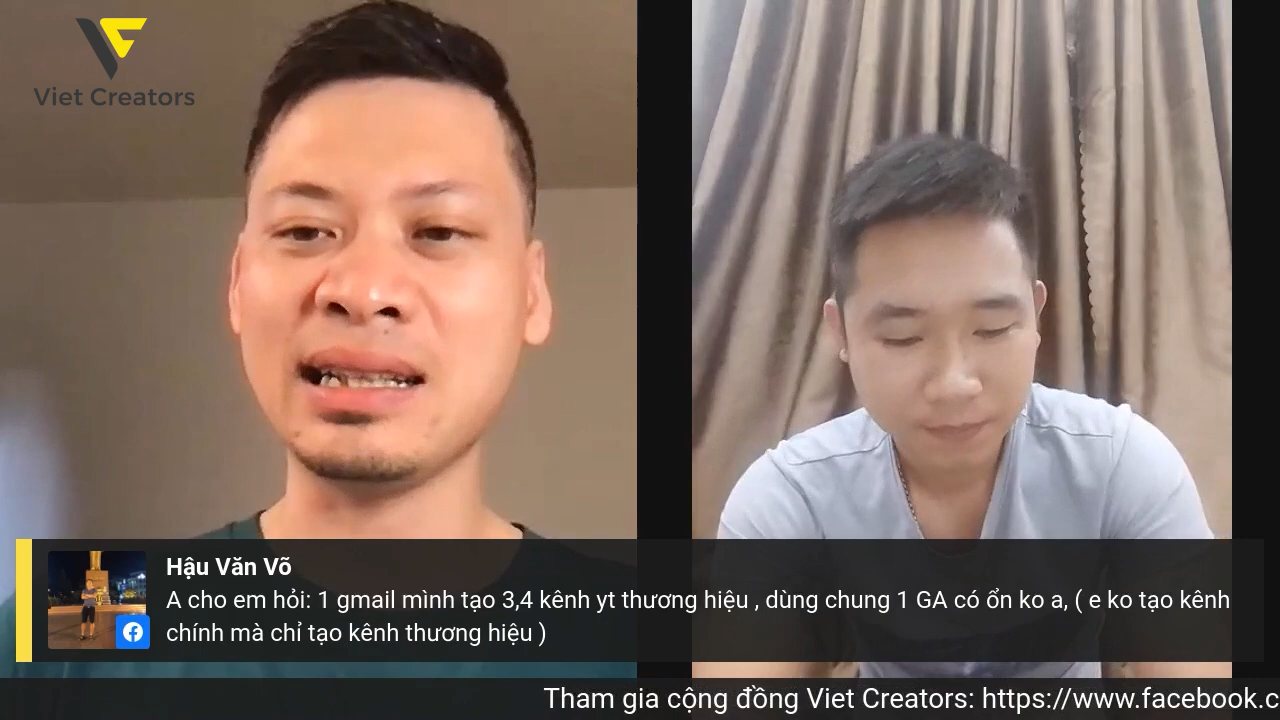 Viet Creators
Hậu Văn Võ
A cho em hỏi: 1 gmail mình tạo 3,4 kênh yt thương hiệu , dùng chung 1 GA có ổn ko a, ( e ko tạo kênh
chính mà chỉ tạo kênh thương hiệu )
Tham gia cộng đồng Viet Creators: https://www.facebook.c